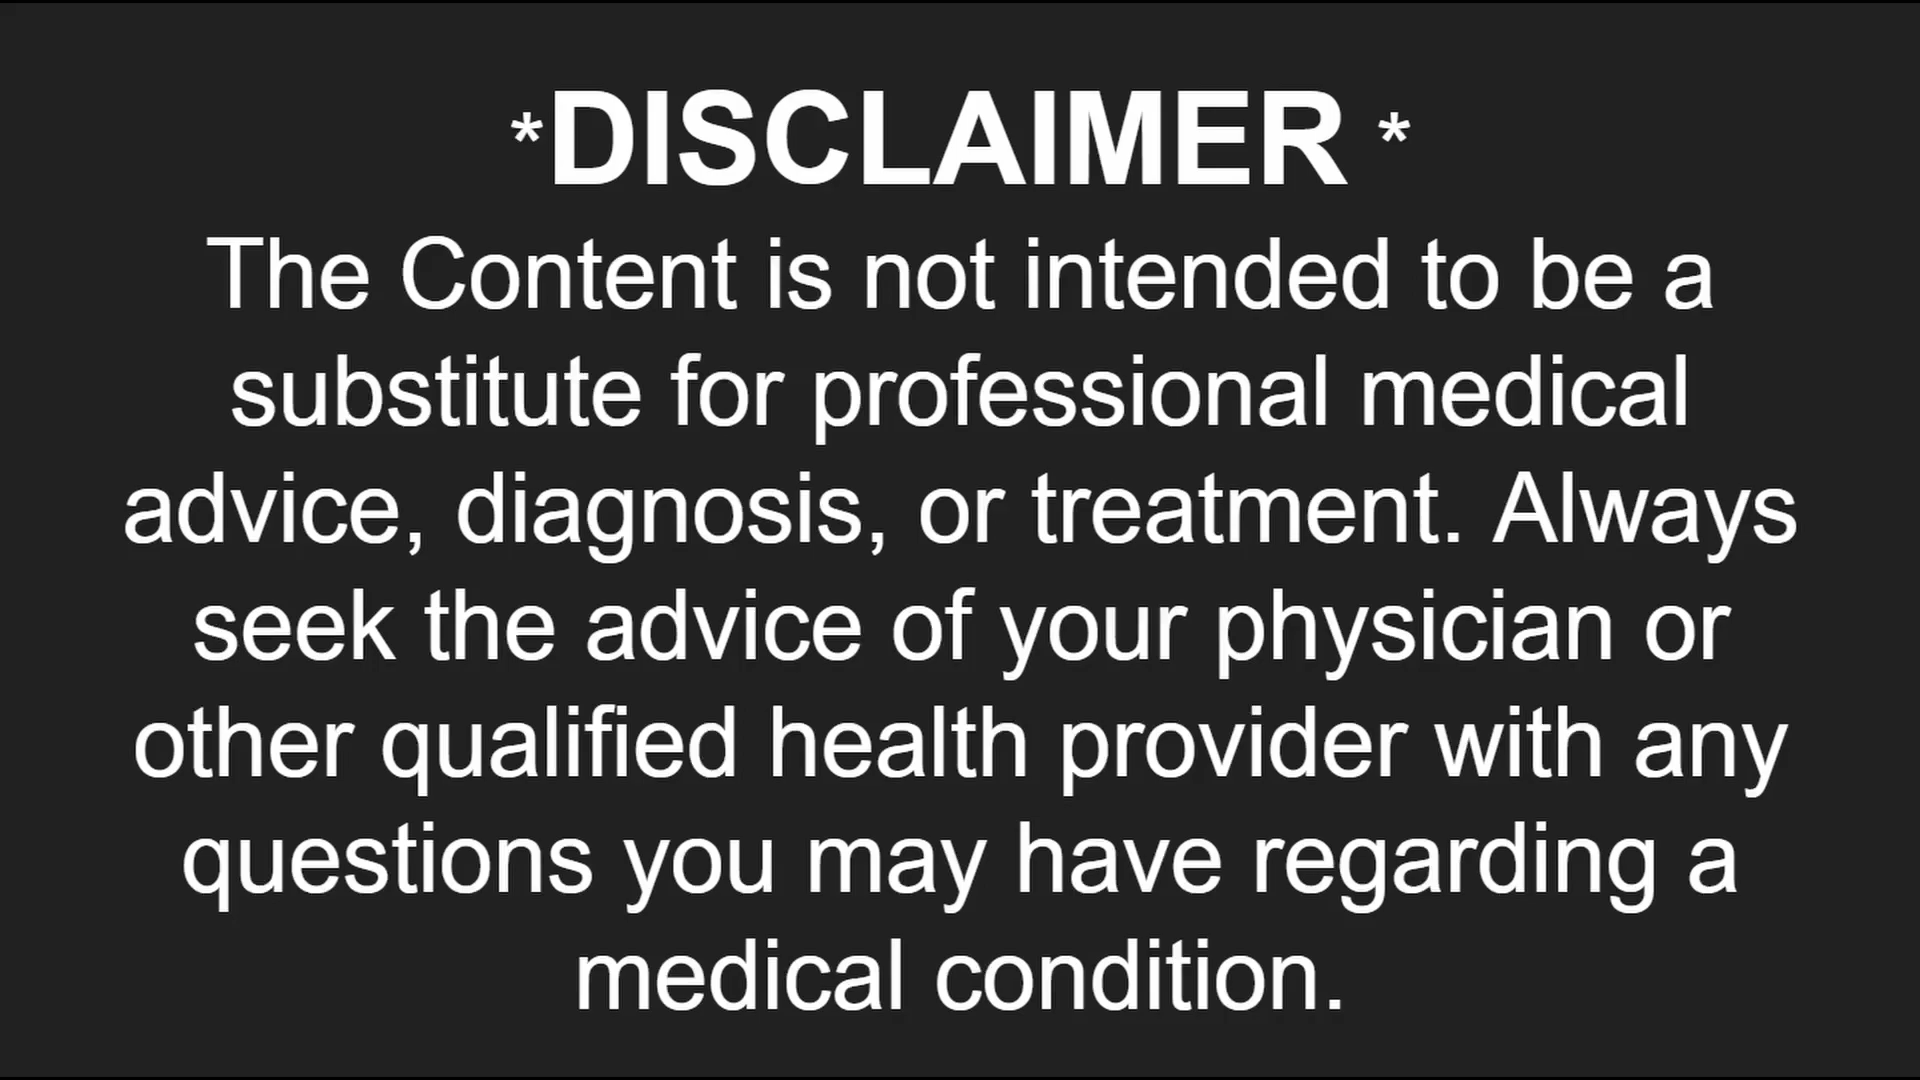 *DISCLAIMER *
The Content is not intended to be a
substitute for professional medical
advice, diagnosis, or treatment. Always
seek the advice of your physician or
other qualified health provider with any
questions you may have regarding a
medical condition.